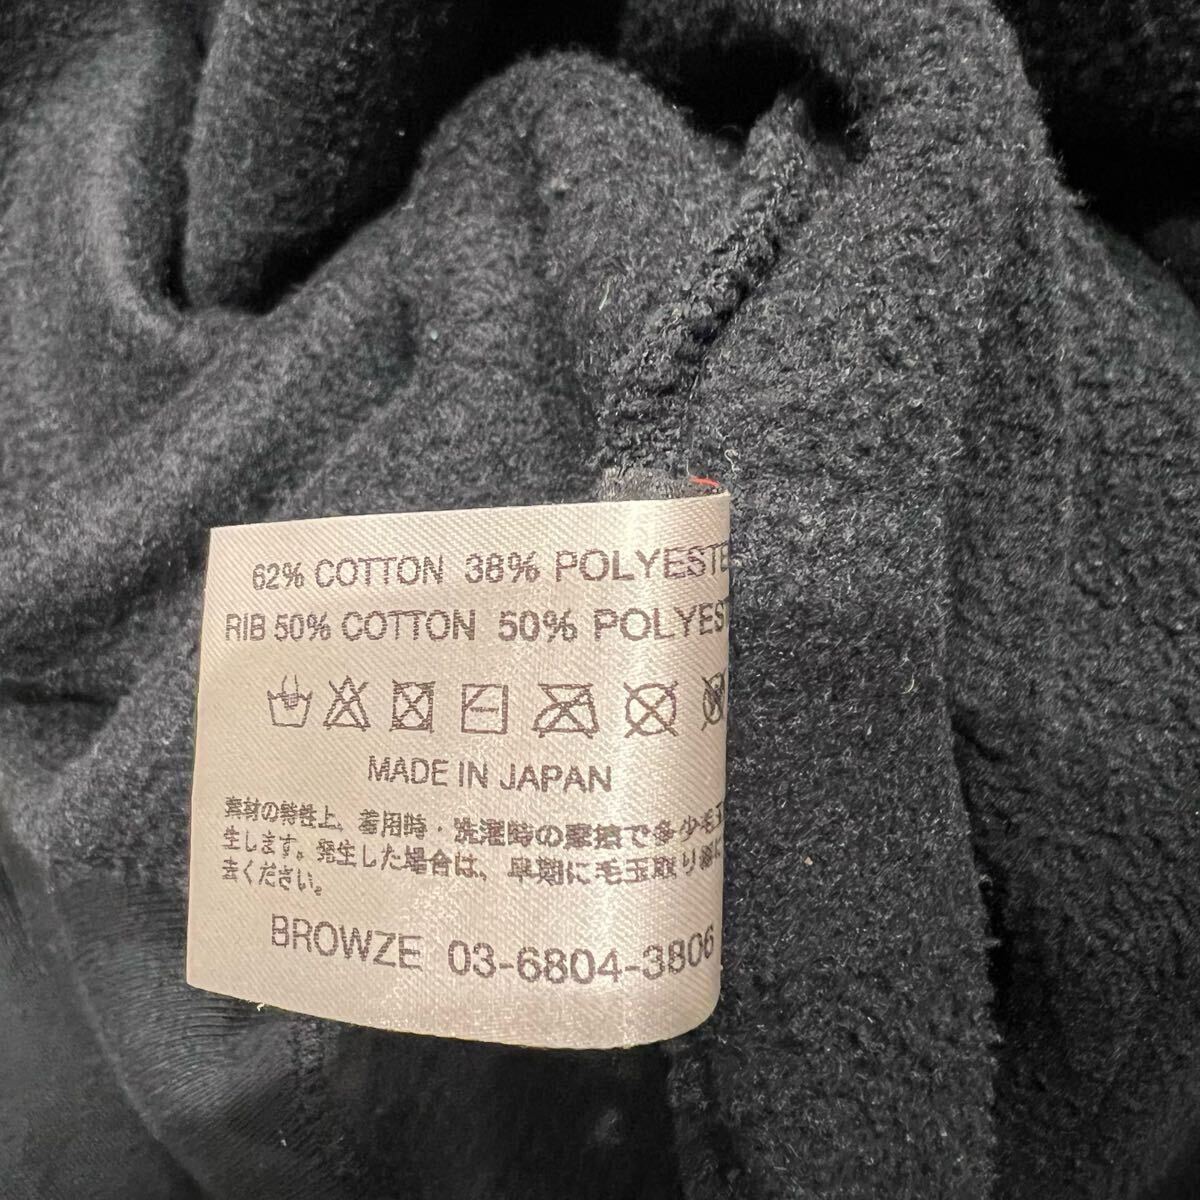 62% COTTON 38% POLYESTE
RIB 50% COTTON 50% POLYEST
MADE IN JAPAN
素材の特性上、着用時・洗濯時の摩擦で多少毛玉
生します。発生した場合は、早期に毛玉取り器に
去ください。
BROWZE 03-6804-3806